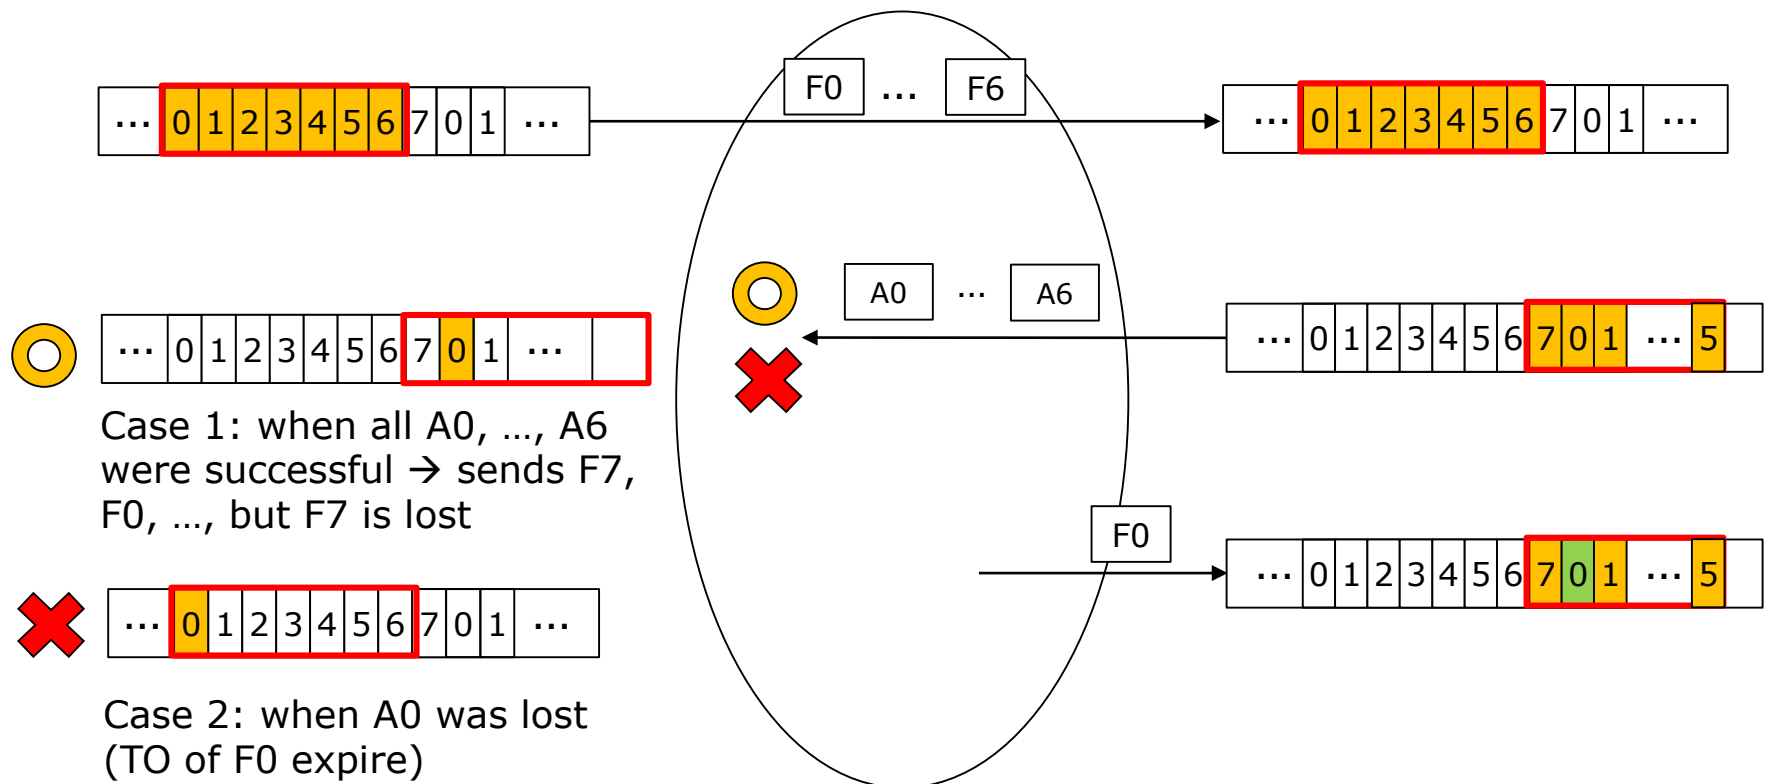 ... 0 1 2 3 4 5 6 7 0 1 ...
F0 ... F6
... 0 1 2 3 4 5 6 7 0 1 ...
A0 ... A6
... 0 1 2 3 4 5 6 7 0 1 ... 5
... 0 1 2 3 4 5 6 7 0 1 ...
Case 1: when all A0, …, A6
were successful → sends F7,
F0, …, but F7 is lost
F0
... 0 1 2 3 4 5 6 7 0 1 ... 5
... 0 1 2 3 4 5 6 7 0 1 ...
Case 2: when A0 was lost
(TO of F0 expire)